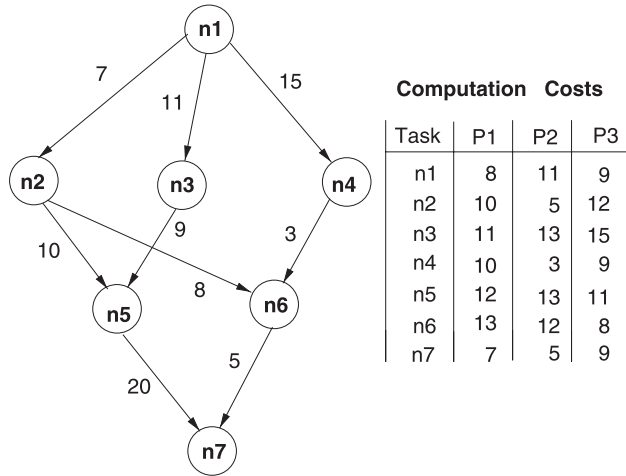 n1
7
11
15
n2
n3
n4
10
9
8
3
n5
n6
20
5
n7
Computation Costs
Task P1 P2 P3
n1 8 11 9
n2 10 5 12
n3 11 13 15
n4 10 3 9
n5 12 13 11
n6 13 12 8
n7 7 5 9